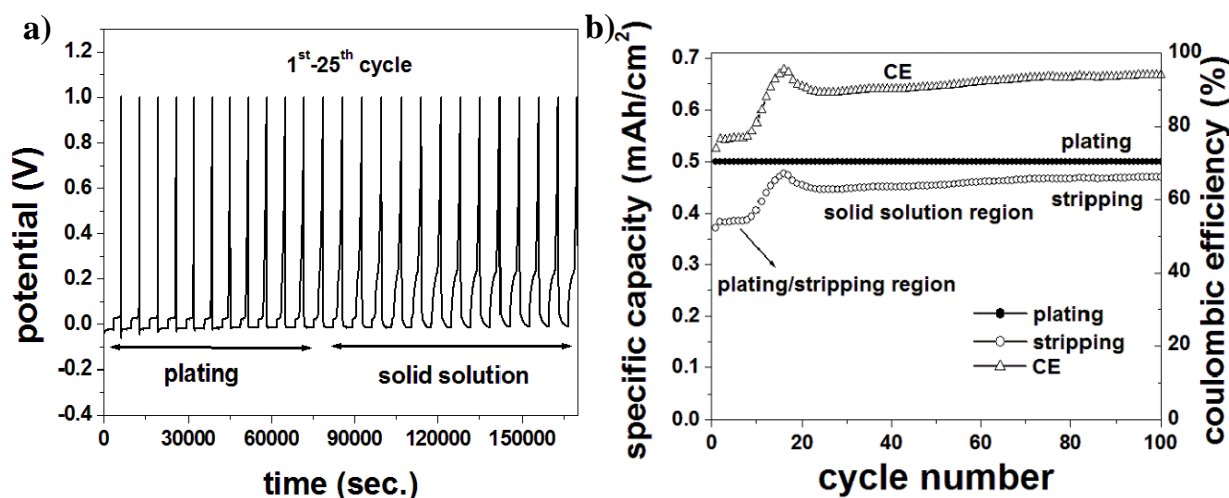 a)
1st-25th cycle
potential (V)
1.2
1.0
0.8
0.6
0.4
0.2
0.0
-0.2
-0.4
plating
solid solution
0 30000 60000 90000 120000 150000
time (sec.)
b)
specific capacity (mAh/cm2)
0.7
0.6
0.5
0.4
0.3
0.2
0.1
0.0
CE
plating
stripping
solid solution region
plating/stripping region
plating
stripping
CE
0 20 40 60 80 100
cycle number
100
80
60
40
20
0
coulombic efficiency (%)